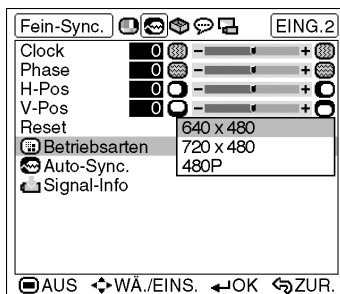 Fein-Sync. EING.2
Clock 0 - +
Phase 0 - +
H-Pos 0 - +
V-Pos 0 - +
Reset 640 x 480
Betriebsarten 720 x 480
Auto-Sync. 480P
Signal-Info
AUS WÄ./EINS. OK ZUR.